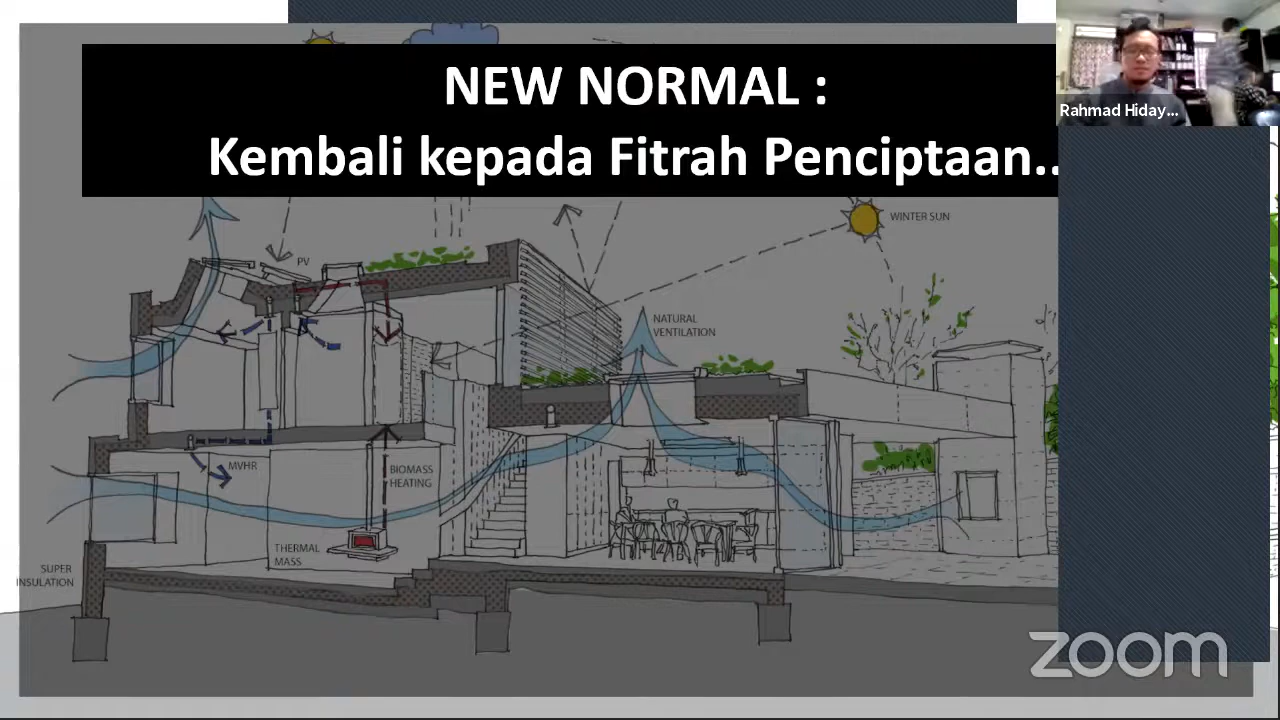 NEW NORMAL :
Kembali kepada Fitrah Penciptaan..
Rahmad Hiday...
WINTER SUN
PV
NATURAL
VENTILATION
MVHR
BIOMASS
HEATING
THERMAL
MASS
SUPER
INSULATION
zoom